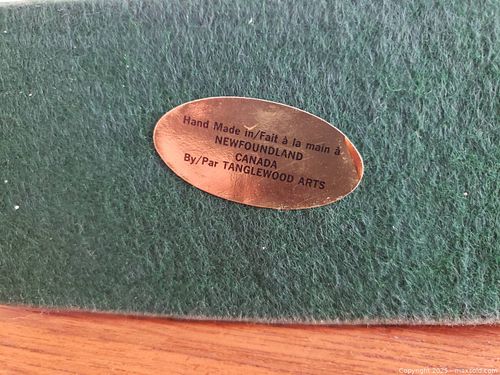 Hand Made in/Fait à la main à
NEWFOUNDLAND
CANADA
By/Par TANGLEWOOD ARTS
Copyright 2025 - maxsold.com